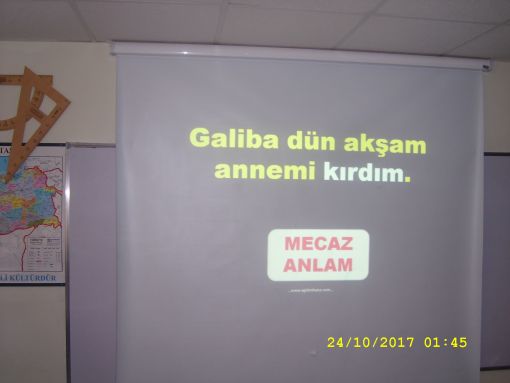 Galiba dün akşam
annemi kırdım.
MECAZ
ANLAM
24/10/2017 01:45